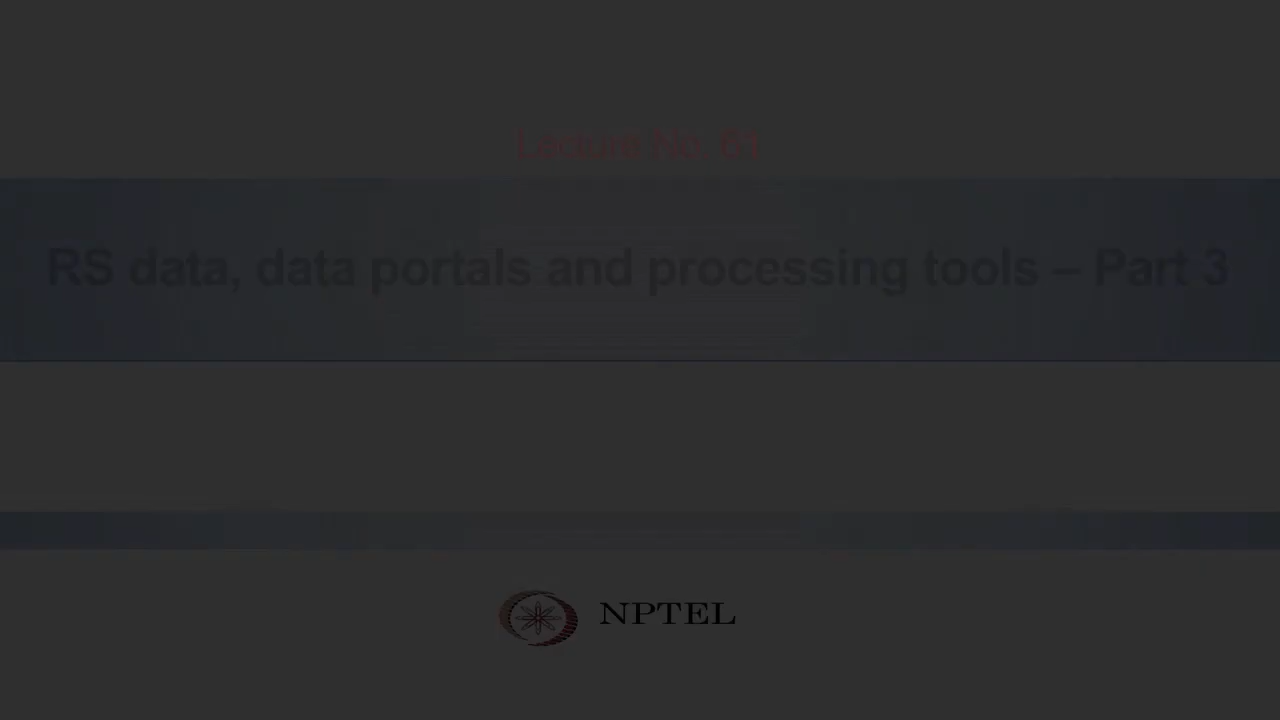 Lecture No. 61
RS data, data portals and processing tools – Part 3
NPTEL